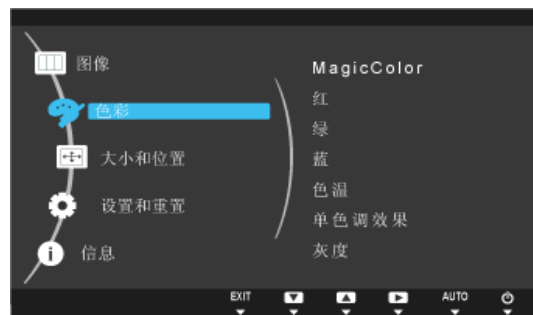 图像
色彩
大小和位置
设置和重置
信息
MagicColor
红
绿
蓝
色温
单色调效果
灰度
EXIT
AUTO